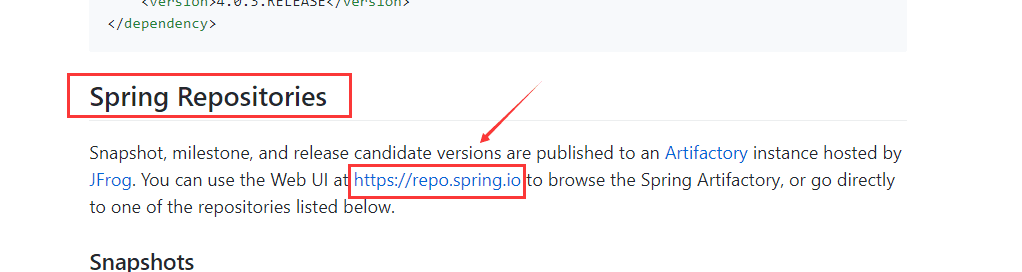 <version>4.0.3.RELEASE</version>
</dependency>
Spring Repositories
Snapshot, milestone, and release candidate versions are published to an Artifactory instance hosted by
JFrog. You can use the Web UI at https://repo.spring.io to browse the Spring Artifactory, or go directly
to one of the repositories listed below.
Snapshots